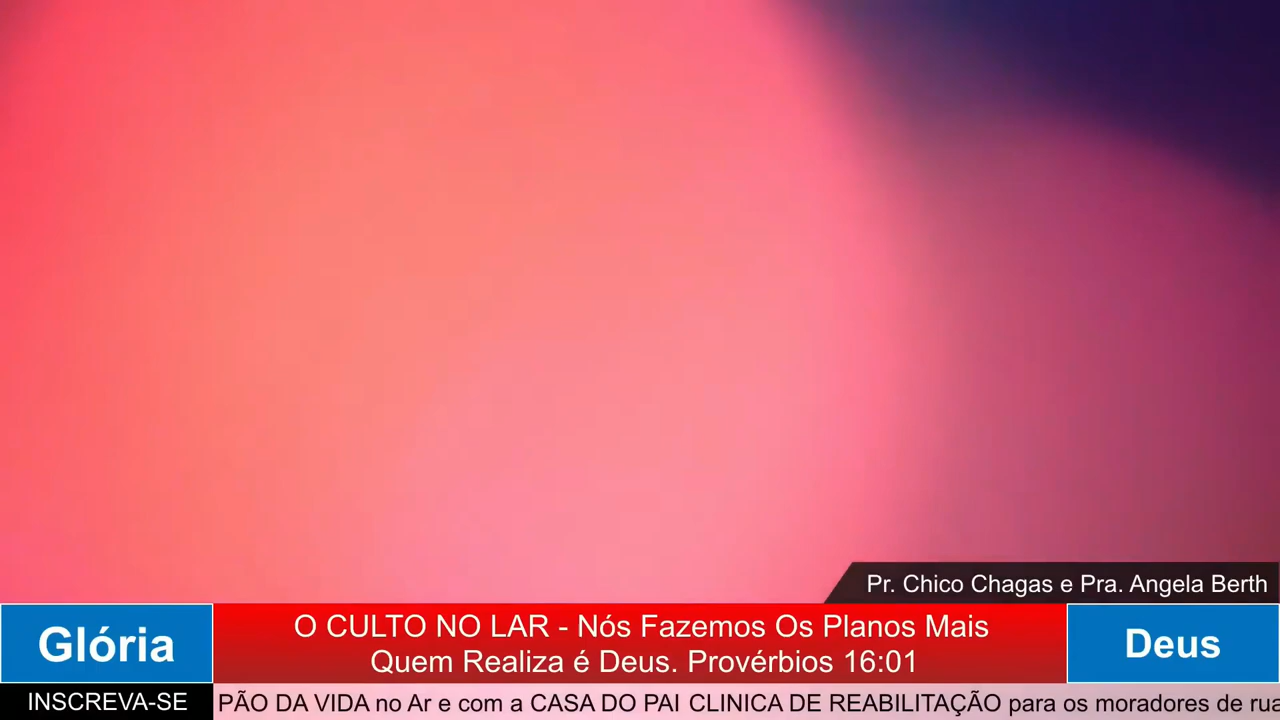 Pr. Chico Chagas e Pra. Angela Berth
Glória
O CULTO NO LAR - Nós Fazemos Os Planos Mais
Quem Realiza é Deus. Provérbios 16:01
Deus
INSCREVA-SE
PÃO DA VIDA no Ar e com a CASA DO PAI CLINICA DE REABILITAÇÃO para os moradores de rua